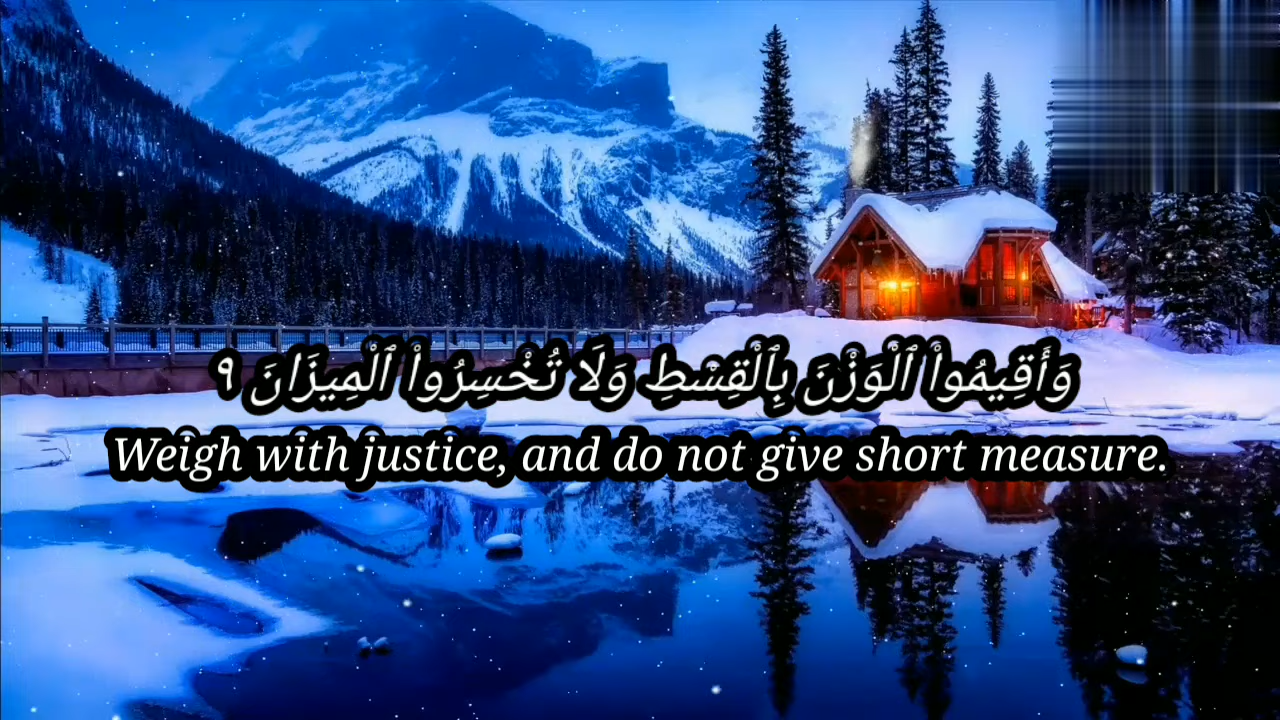 وَأَقِيمُوا۟ ٱلْوَزْنَ بِٱلْقِسْطِ وَلَا تُخْسِرُوا۟ ٱلْمِيزَانَ ٩
Weigh with justice, and do not give short measure.